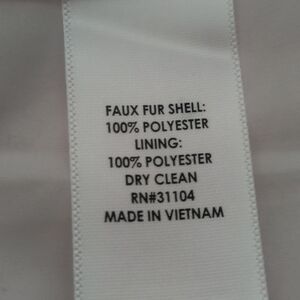 FAUX FUR SHELL:
100% POLYESTER
LINING:
100% POLYESTER
DRY CLEAN
RN#31104
MADE IN VIETNAM